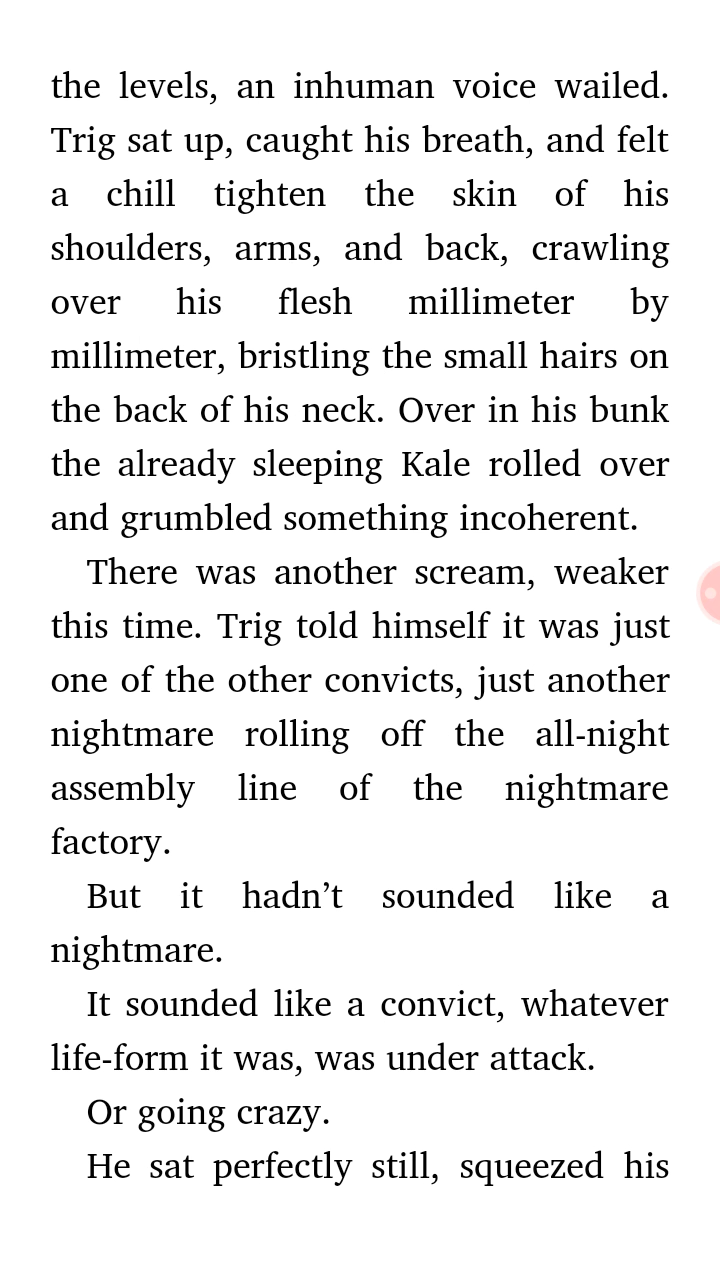 the levels, an inhuman voice wailed.
Trig sat up, caught his breath, and felt
a chill tighten the skin of his
shoulders, arms, and back, crawling
over his flesh millimeter by
millimeter, bristling the small hairs on
the back of his neck. Over in his bunk
the already sleeping Kale rolled over
and grumbled something incoherent.
There was another scream, weaker
this time. Trig told himself it was just
one of the other convicts, just another
nightmare rolling off the all-night
assembly line of the nightmare
factory.
But it hadn’t sounded like a
nightmare.
It sounded like a convict, whatever
life-form it was, was under attack.
Or going crazy.
He sat perfectly still, squeezed his